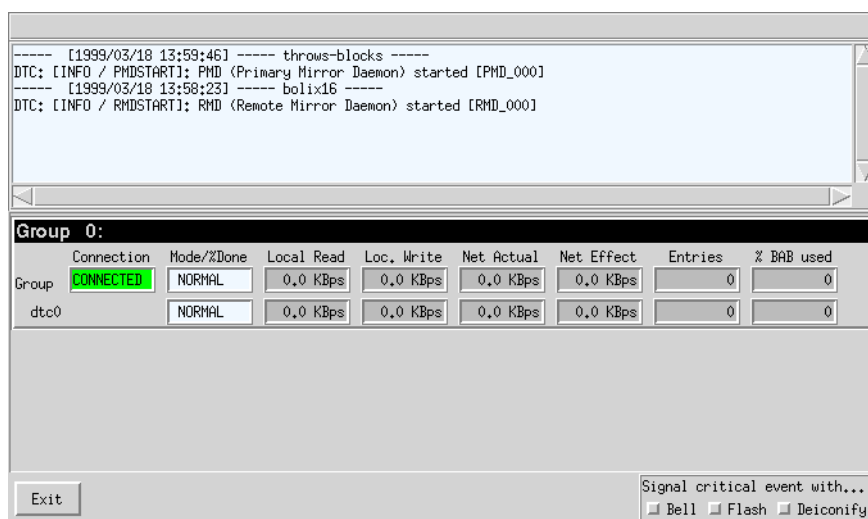 ----- [1999/03/18 13:59:46] ----- throws-blocks -----
DTC: [INFO / PMDSTART]: PMD (Primary Mirror Daemon) started [PMD_000]
----- [1999/03/18 13:58:23] ----- bolix16 -----
DTC: [INFO / RMDSTART]: RMD (Remote Mirror Daemon) started [RMD_000]
Group 0:
Connection Mode/%Done Local Read Loc. Write Net Actual Net Effect Entries % BAB used
Group CONNECTED NORMAL 0.0 KBps 0.0 KBps 0.0 KBps 0.0 KBps 0 0
dtc0 NORMAL 0.0 KBps 0.0 KBps 0.0 KBps 0.0 KBps 0 0
Exit
Signal critical event with...
Bell Flash Deiconify